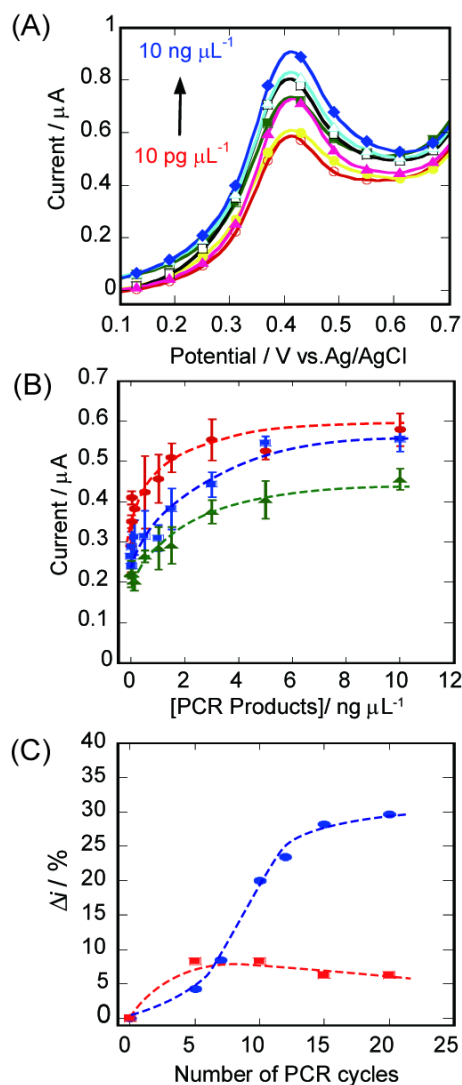 (A)
10 ng μL-1
10 pg μL-1
Current / μA
1
0.8
0.6
0.4
0.2
0
0.1 0.2 0.3 0.4 0.5 0.6 0.7
Potential / V vs.Ag/AgCl
(B)
Current / μA
0.7
0.6
0.5
0.4
0.3
0.2
0.1
0
0 2 4 6 8 10 12
[PCR Products]/ ng μL-1
(C)
Δi / %
40
35
30
25
20
15
10
5
0
0 5 10 15 20 25
Number of PCR cycles